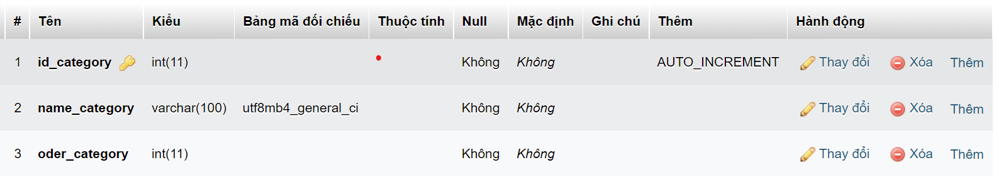 # Tên Kiểu Bảng mã đối chiếu Thuộc tính Null Mặc định Ghi chú Thêm Hành động
1 id_category int(11) Không Không AUTO_INCREMENT Thay đổi Xóa Thêm
2 name_category varchar(100) utf8mb4_general_ci Không Không Thay đổi Xóa Thêm
3 oder_category int(11) Không Không Thay đổi Xóa Thêm